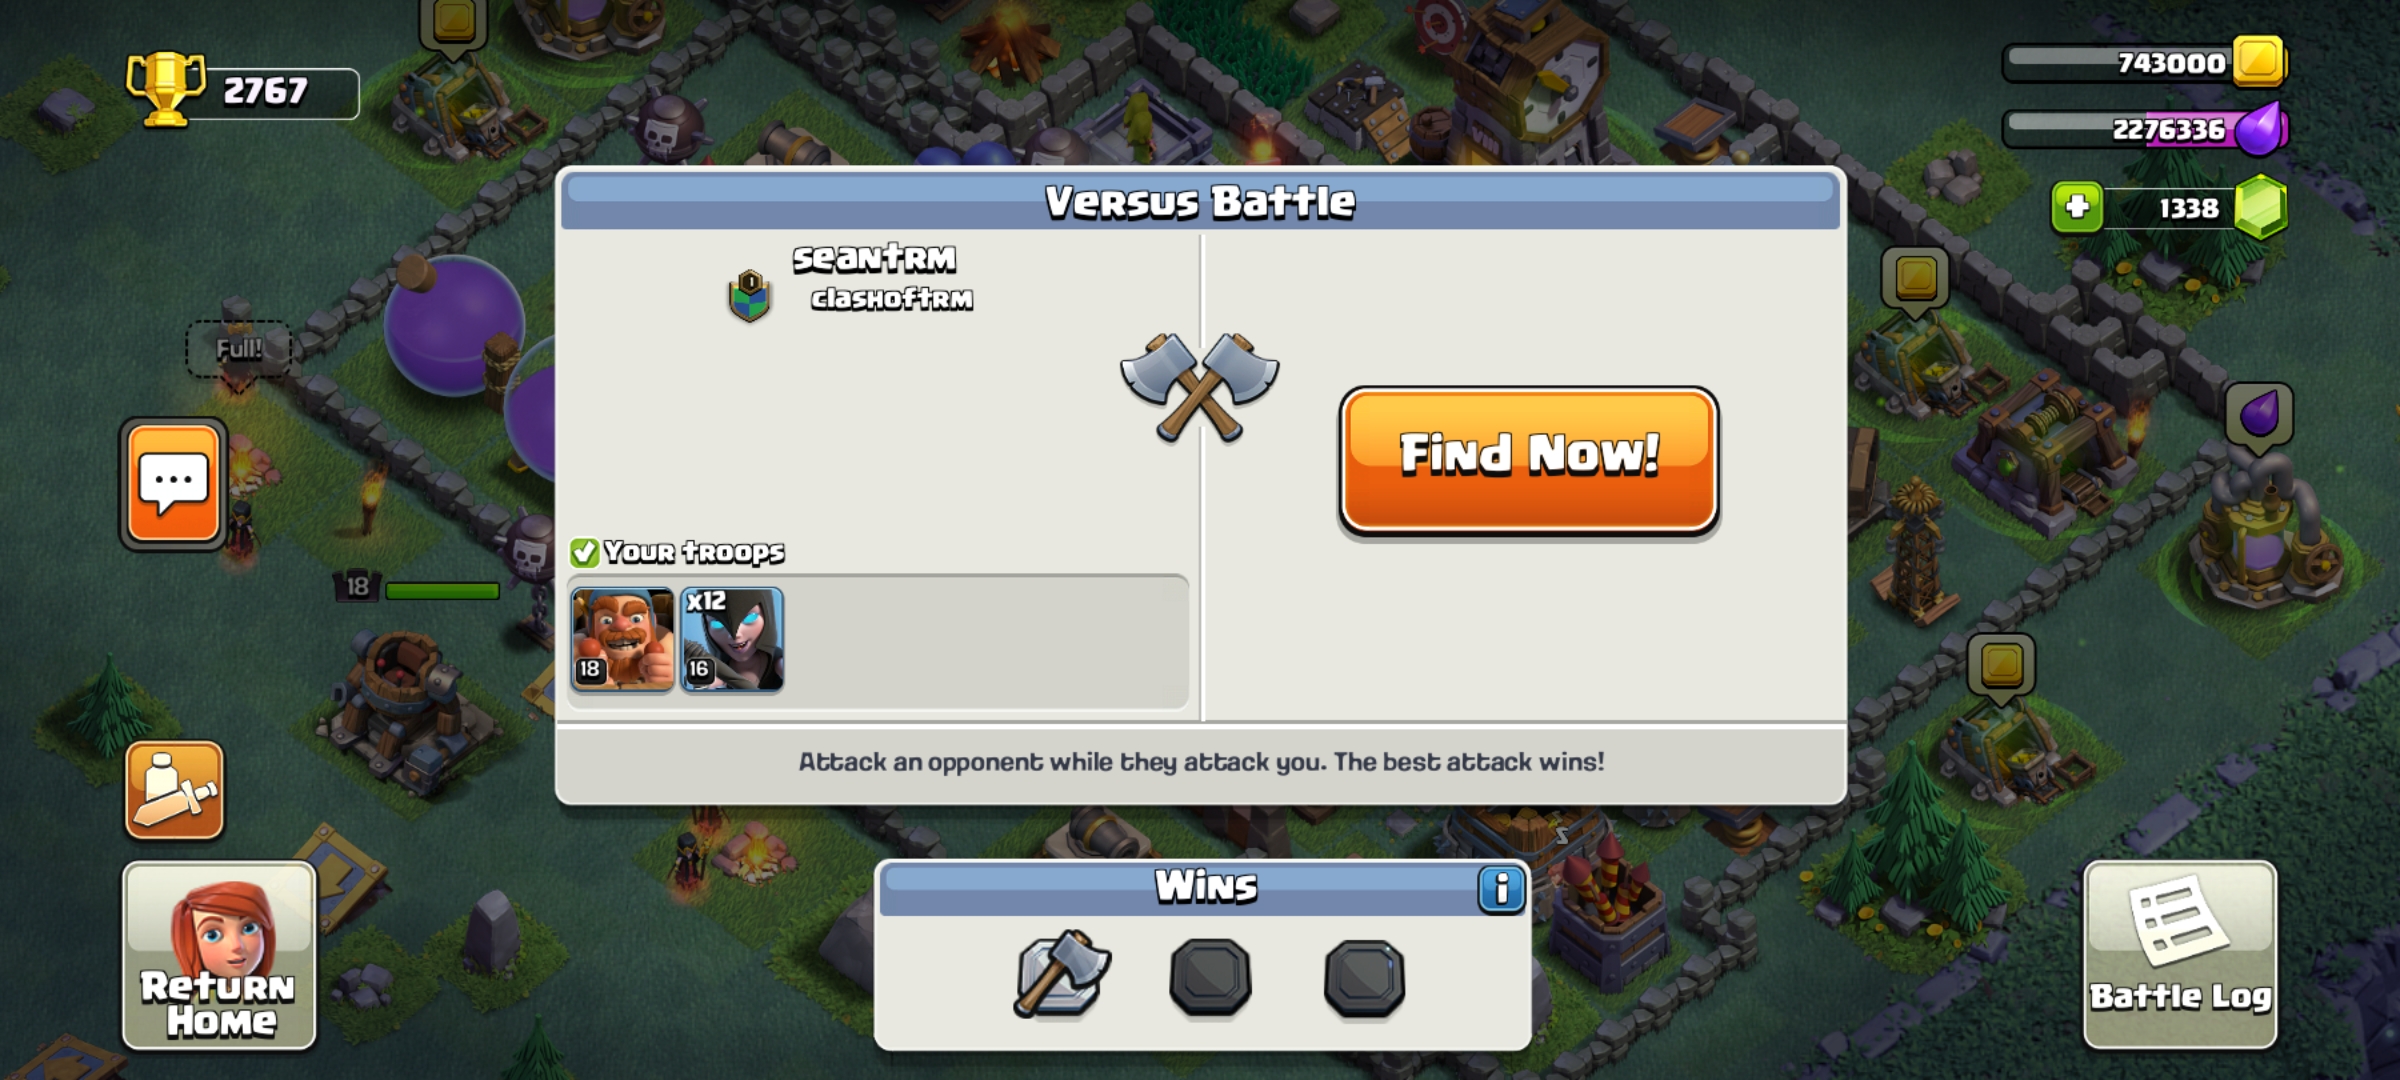 2767
743000
2276336
1338
Versus Battle
seantrm
clashoftrm
1
Full!
Find Now!
18
Your troops
x12
18
16
Attack an opponent while they attack you. The best attack wins!
Wins
i
Return
Home
Battle Log